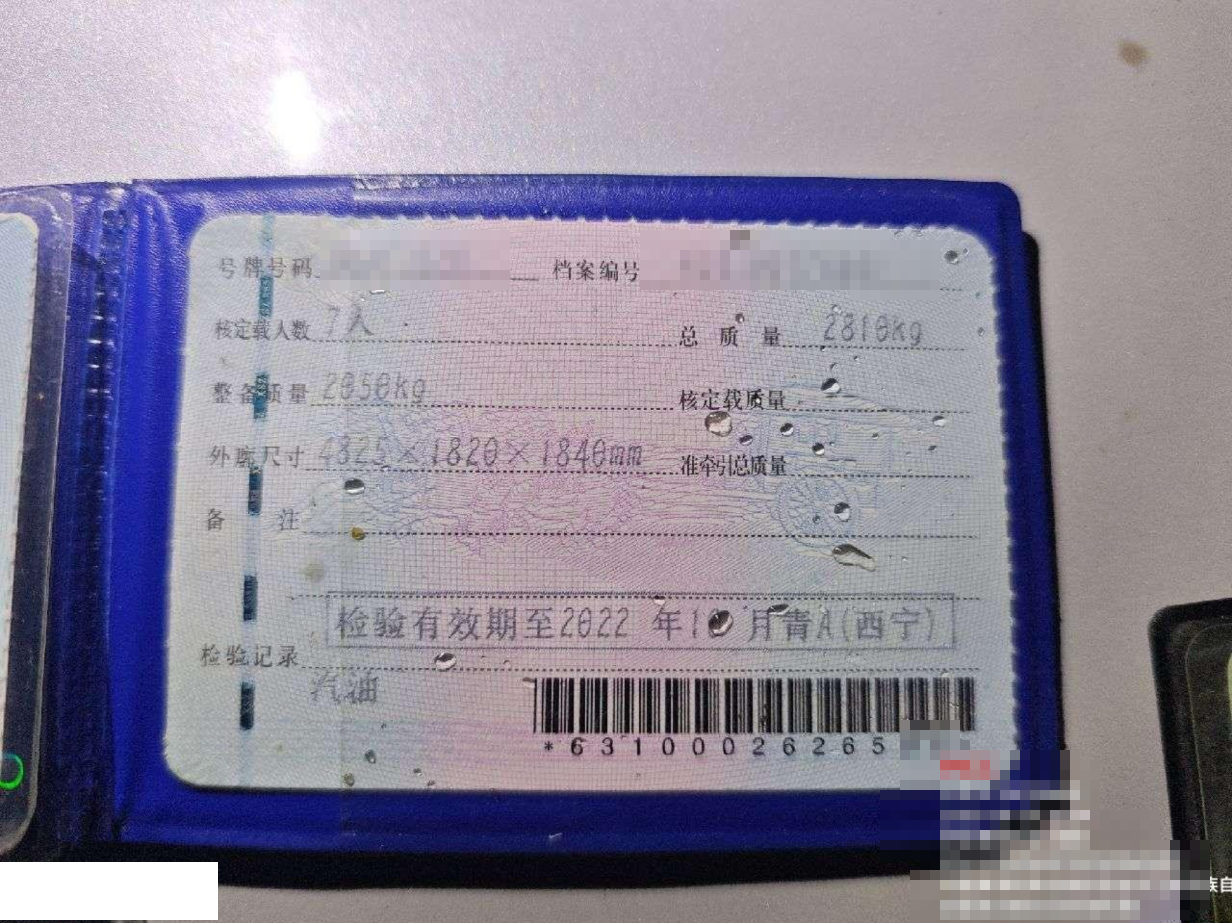 号牌号码 档案编号
核定载人数 7人 总质量 2810kg
整备质量 2050kg 核定载质量
外廓尺寸 4825×1820×1840mm 准牵引总质量
备注
检验有效期至2022 年10月青A(西宁)
检验记录
汽油
*63100026265
族自